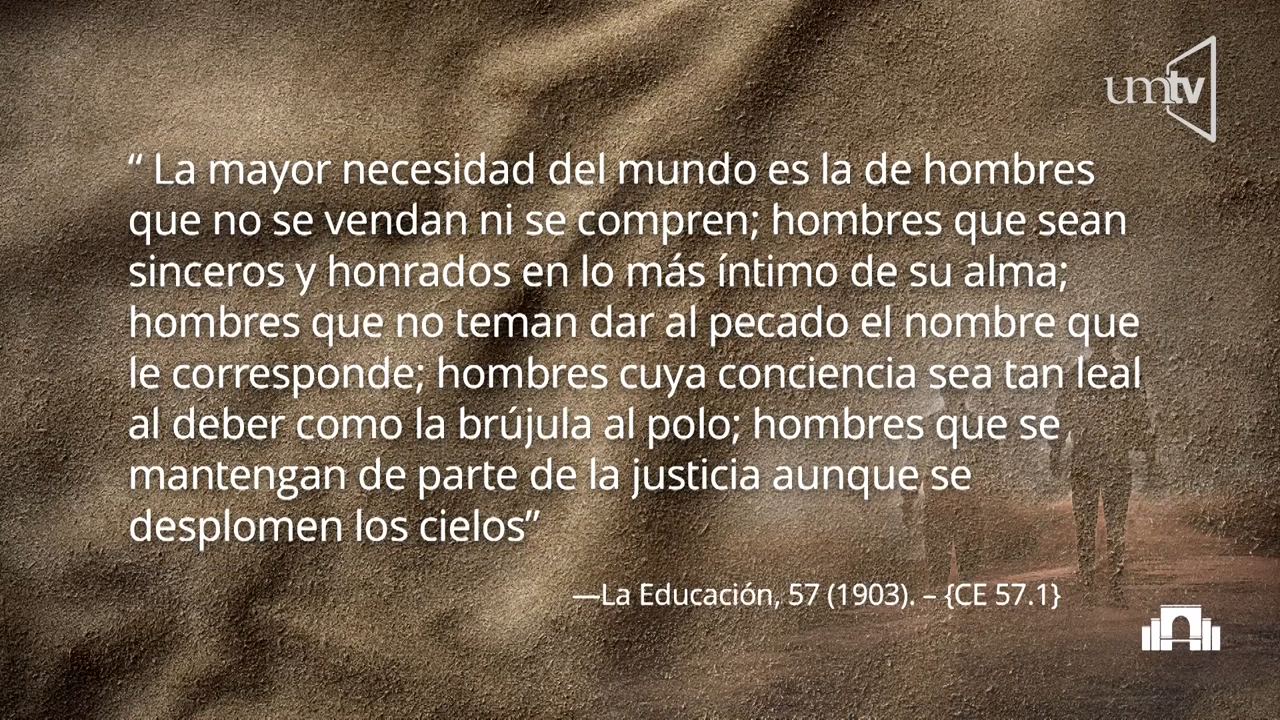 umtv
“ La mayor necesidad del mundo es la de hombres
que no se vendan ni se compren; hombres que sean
sinceros y honrados en lo más íntimo de su alma;
hombres que no teman dar al pecado el nombre que
le corresponde; hombres cuya conciencia sea tan leal
al deber como la brújula al polo; hombres que se
mantengan de parte de la justicia aunque se
desplomen los cielos”
—La Educación, 57 (1903). – {CE 57.1}